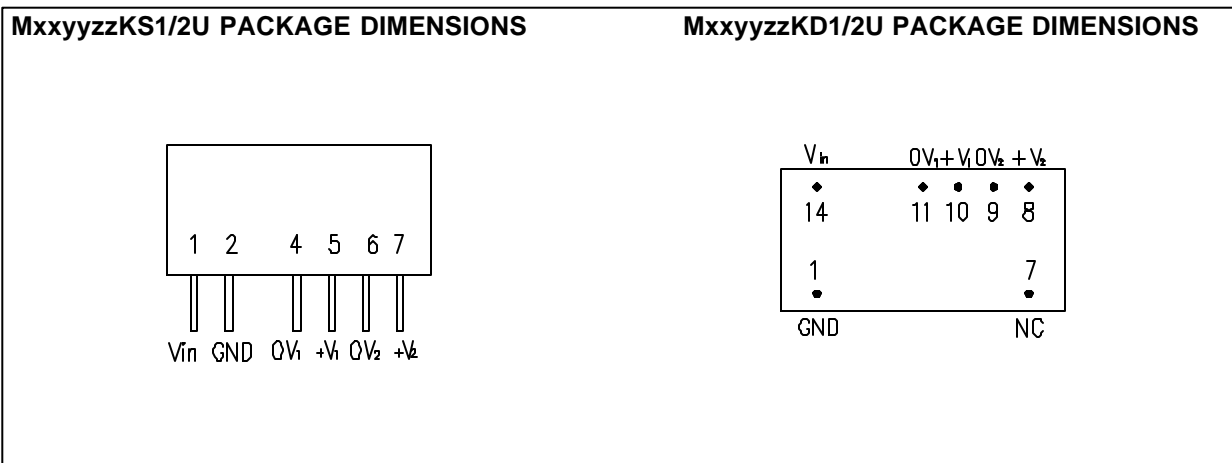 MxxyyzzKS1/2U PACKAGE DIMENSIONS
1 2 4 5 6 7
Vin GND 0V1 +V1 0V2 +V2
MxxyyzzKD1/2U PACKAGE DIMENSIONS
Vin 0V1 +V1 0V2 +V2
14 11 10 9 8
1 7
GND NC